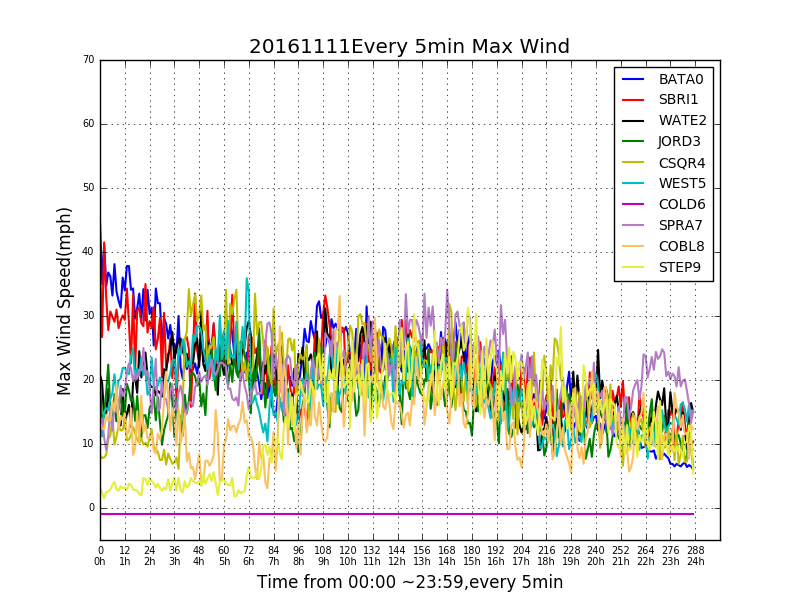 20161111Every 5min Max Wind
70
60
50
40
30
20
10
0
Max Wind Speed(mph)
BATA0
SBRI1
WATE2
JORD3
CSQR4
WEST5
COLD6
SPRA7
COBL8
STEP9
0 12 24 36 48 60 72 84 96 108 120 132 144 156 168 180 192 204 216 228 240 252 264 276 288
0h 1h 2h 3h 4h 5h 6h 7h 8h 9h 10h 11h 12h 13h 14h 15h 16h 17h 18h 19h 20h 21h 22h 23h 24h
Time from 00:00 ~23:59,every 5min